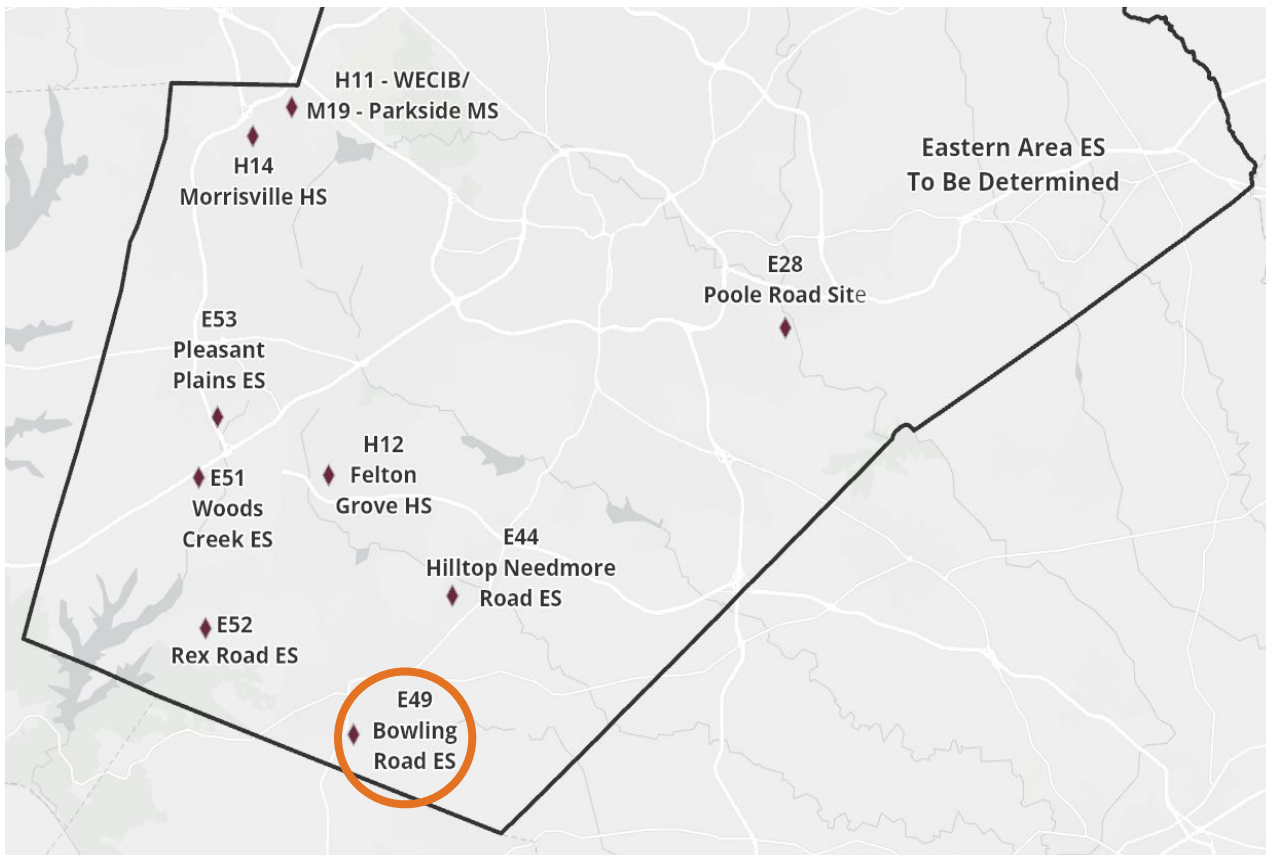 H11 - WECIB/
M19 - Parkside MS
H14
Morrisville HS
Eastern Area ES
To Be Determined
E28
Poole Road Site
E53
Pleasant
Plains ES
H12
Felton
Grove HS
E51
Woods
Creek ES
E44
Hilltop Needmore
Road ES
E52
Rex Road ES
E49
Bowling
Road ES